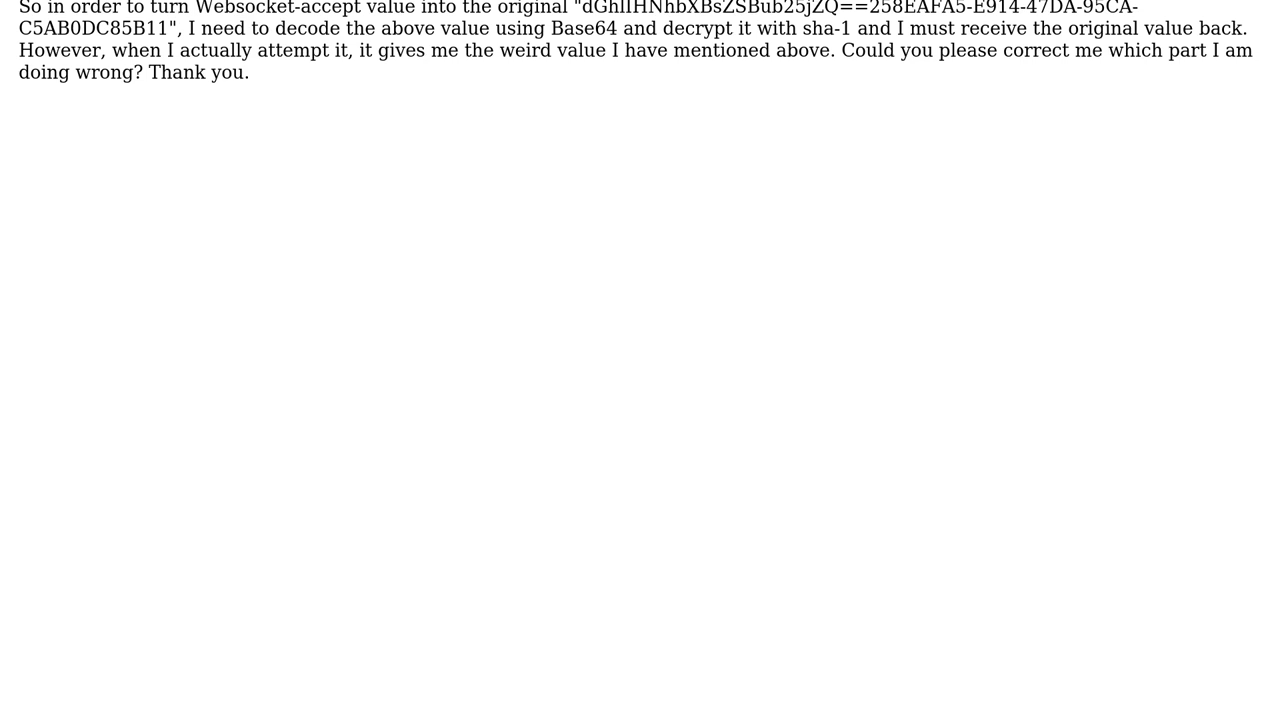 So in order to turn Websocket-accept value into the original "dGhlIHNhbXBsZSBub25jZQ==258EAFA5-E914-47DA-95CA-
C5AB0DC85B11", I need to decode the above value using Base64 and decrypt it with sha-1 and I must receive the original value back.
However, when I actually attempt it, it gives me the weird value I have mentioned above. Could you please correct me which part I am
doing wrong? Thank you.